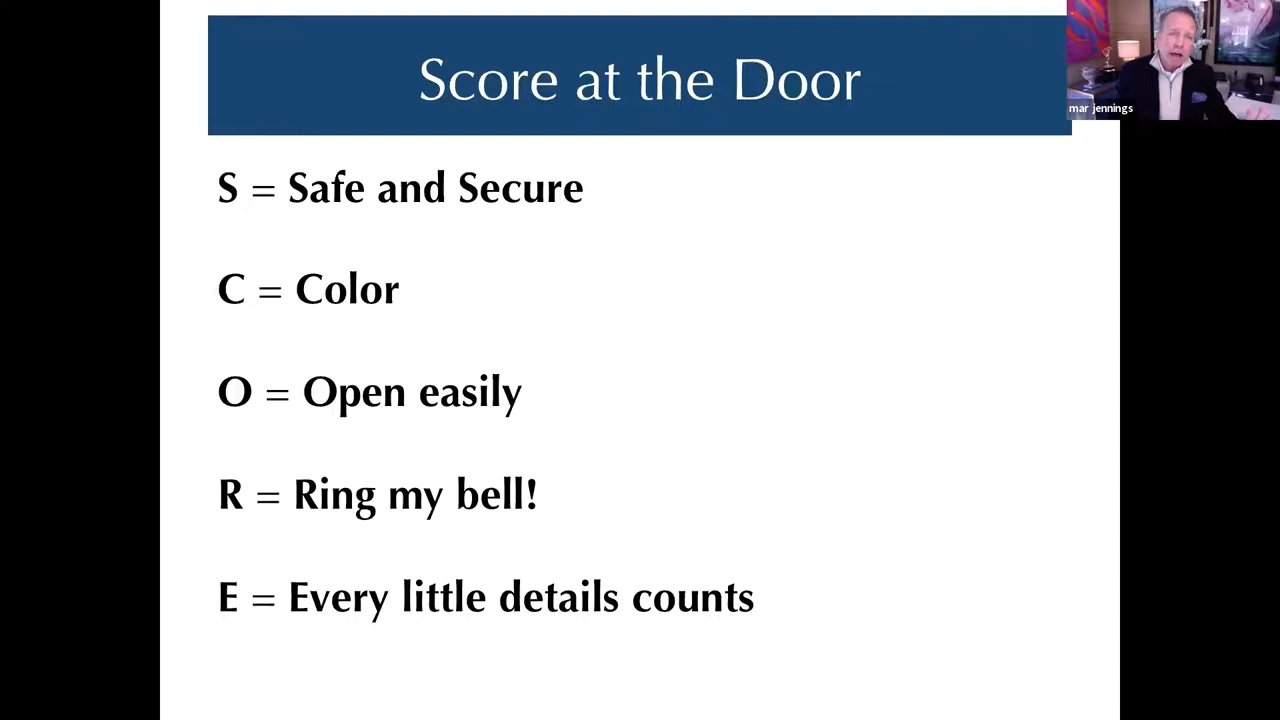 Score at the Door
mar jennings
S = Safe and Secure
C = Color
O = Open easily
R = Ring my bell!
E = Every little details counts